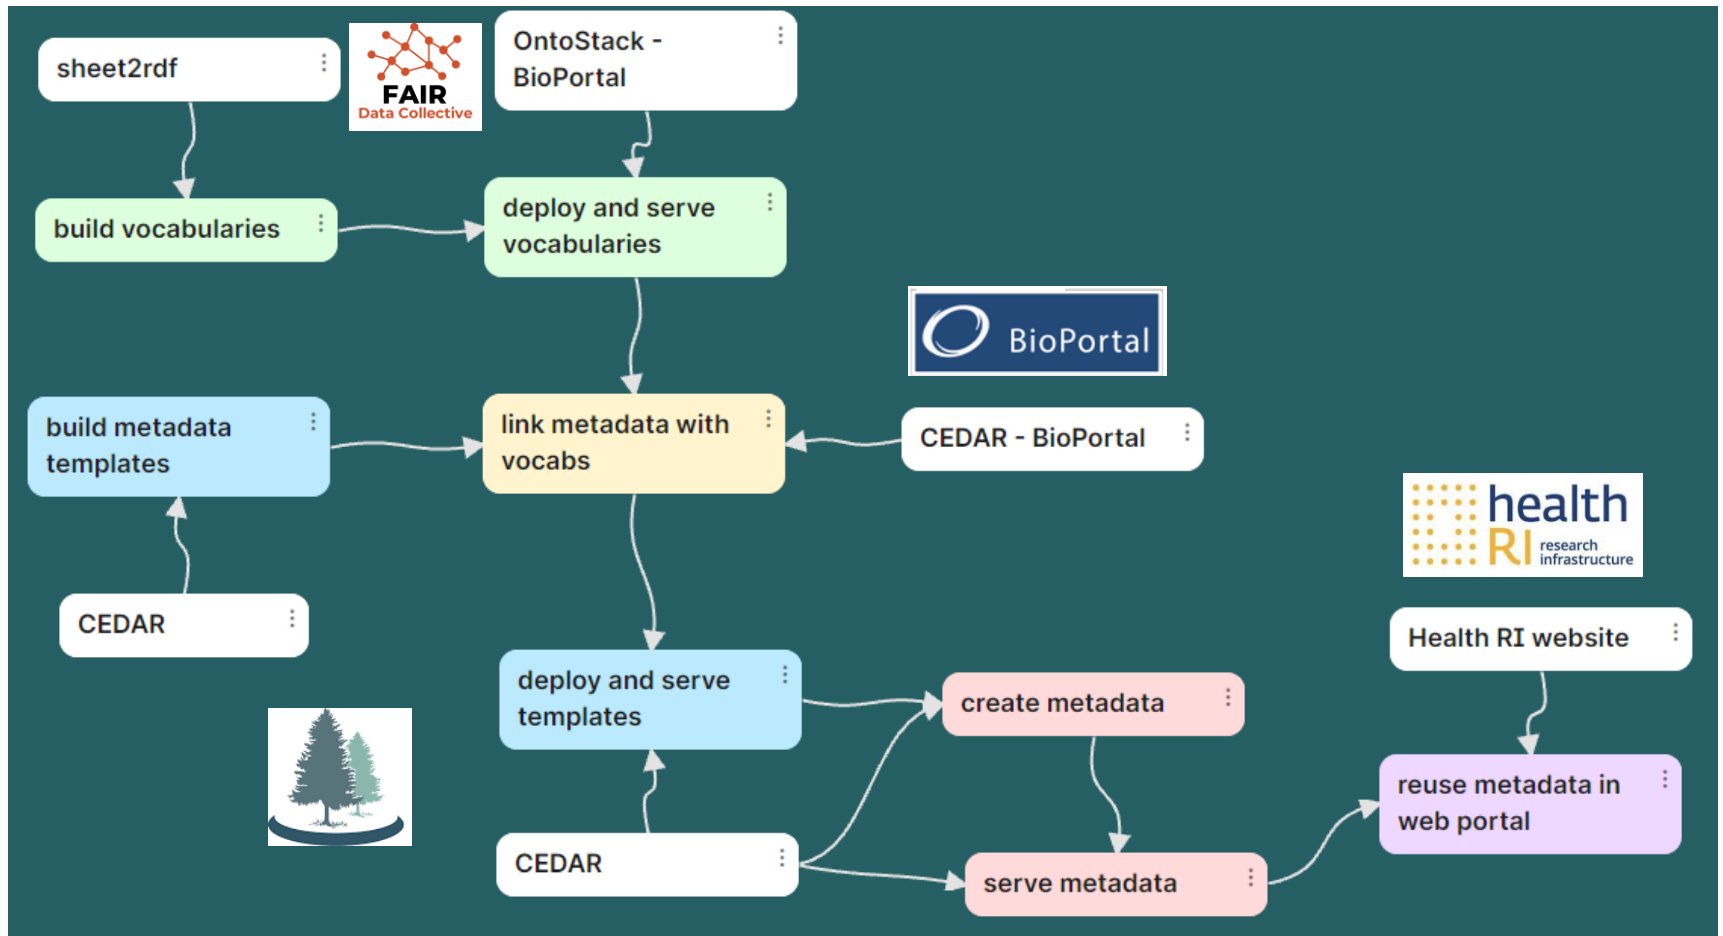 sheet2rdf
FAIR
Data Collective
OntoStack -
BioPortal
build vocabularies
deploy and serve
vocabularies
BioPortal
build metadata
templates
link metadata with
vocabs
CEDAR - BioPortal
health
RI research
infrastructure
CEDAR
Health RI website
deploy and serve
templates
create metadata
reuse metadata in
web portal
CEDAR
serve metadata